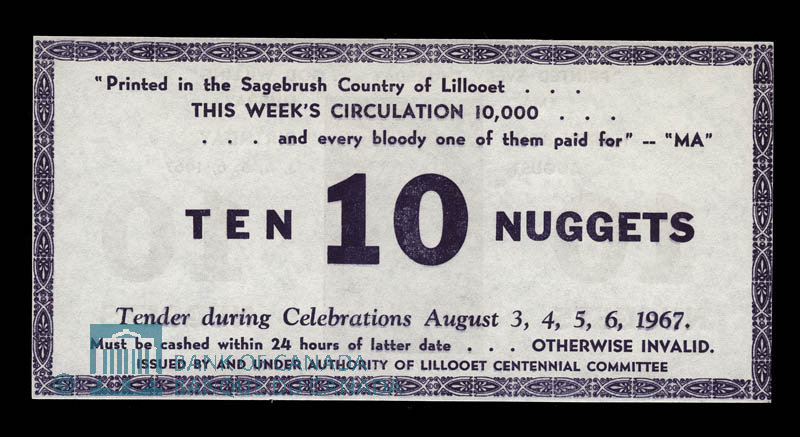 "Printed in the Sagebrush Country of Lillooet . . .
THIS WEEK'S CIRCULATION 10,000 . . .
. . . and every bloody one of them paid for" -- "MA"
TEN 10 NUGGETS
Tender during Celebrations August 3, 4, 5, 6, 1967.
Must be cashed within 24 hours of latter date . . . OTHERWISE INVALID.
ISSUED BY AND UNDER AUTHORITY OF LILLOOET CENTENNIAL COMMITTEE
BANK OF CANADA